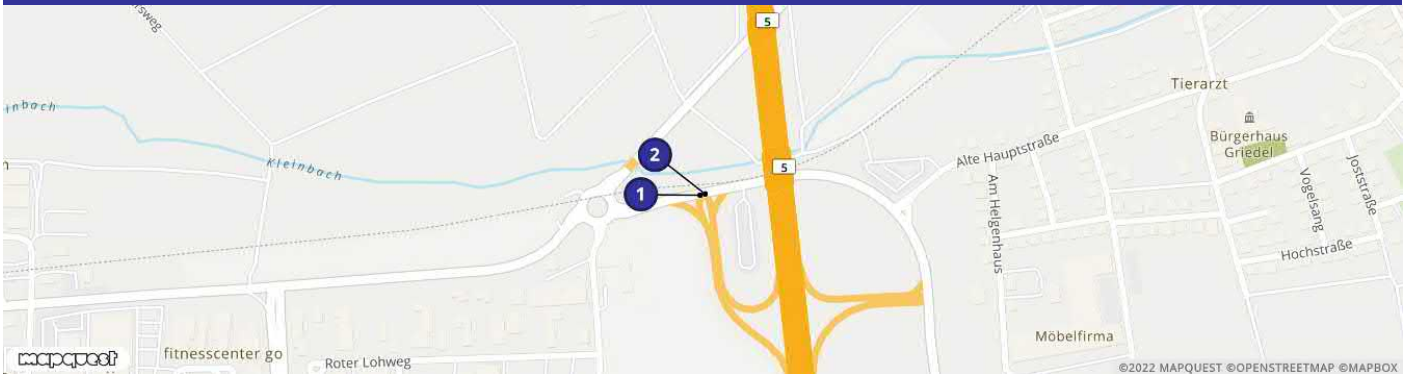 5
rsweg
Tierarzt
inbach
Bürgerhaus
Griedel
Alte Hauptstraße
2
Kleinbach
5
n
1
Am Helgenhaus
Vogelsang
Joststraße
Hochstraße
Möbelfirma
mapquest
fitnesscenter go
Roter Lohweg
©2022 MAPQUEST ©OPENSTREETMAP ©MAPBOX